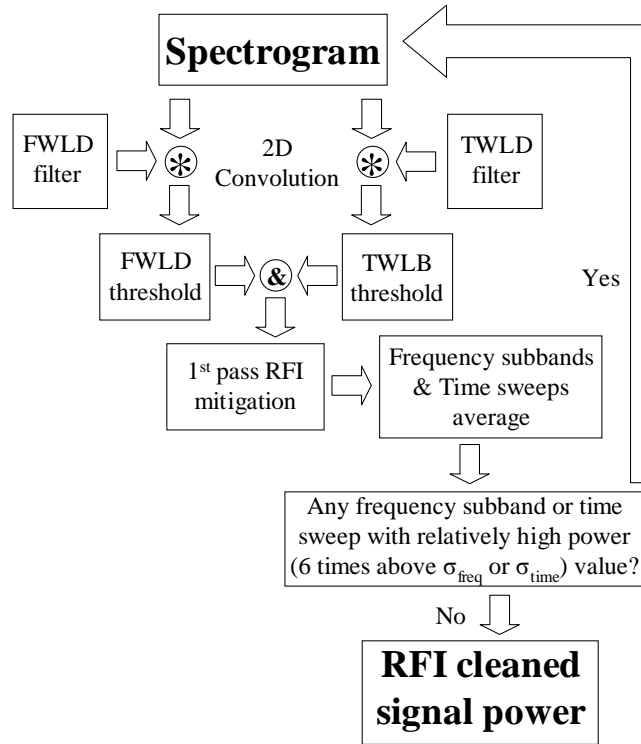 Spectrogram
FWLD
filter
*
2D
Convolution
*
TWLD
filter
FWLD
threshold
&
TWLB
threshold
Yes
1st pass RFI
mitigation
Frequency subbands
& Time sweeps
average
Any frequency subband or time
sweep with relatively high power
(6 times above σfreq or σtime) value?
No
RFI cleaned
signal power